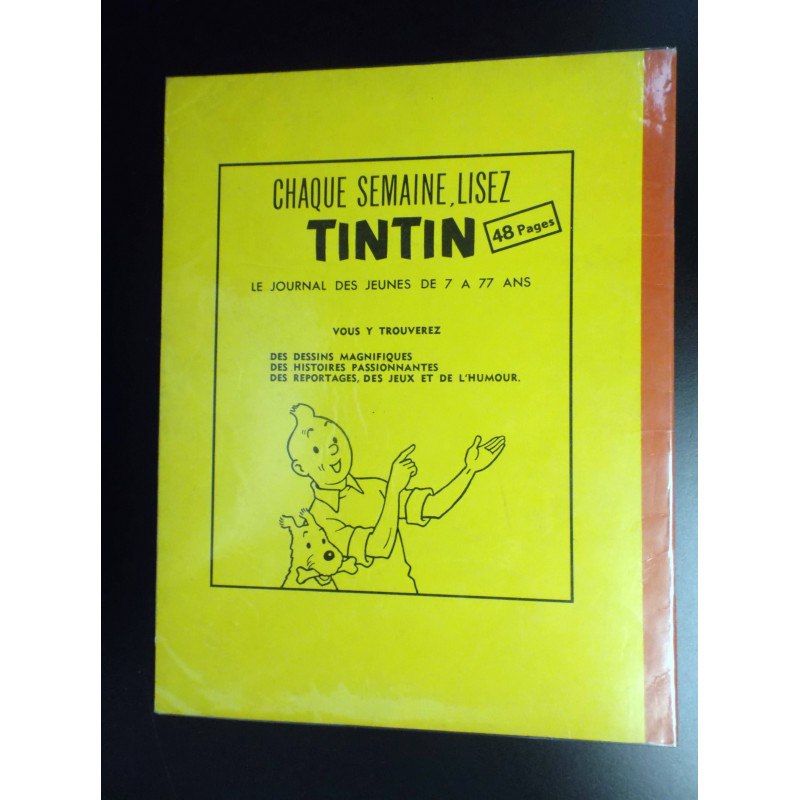 CHAQUE SEMAINE, LISEZ
TINTIN 48 Pages
LE JOURNAL DES JEUNES DE 7 A 77 ANS
VOUS Y TROUVEREZ
DES DESSINS MAGNIFIQUES
DES HISTOIRES PASSIONNANTES
DES REPORTAGES, DES JEUX ET DE L'HUMOUR.